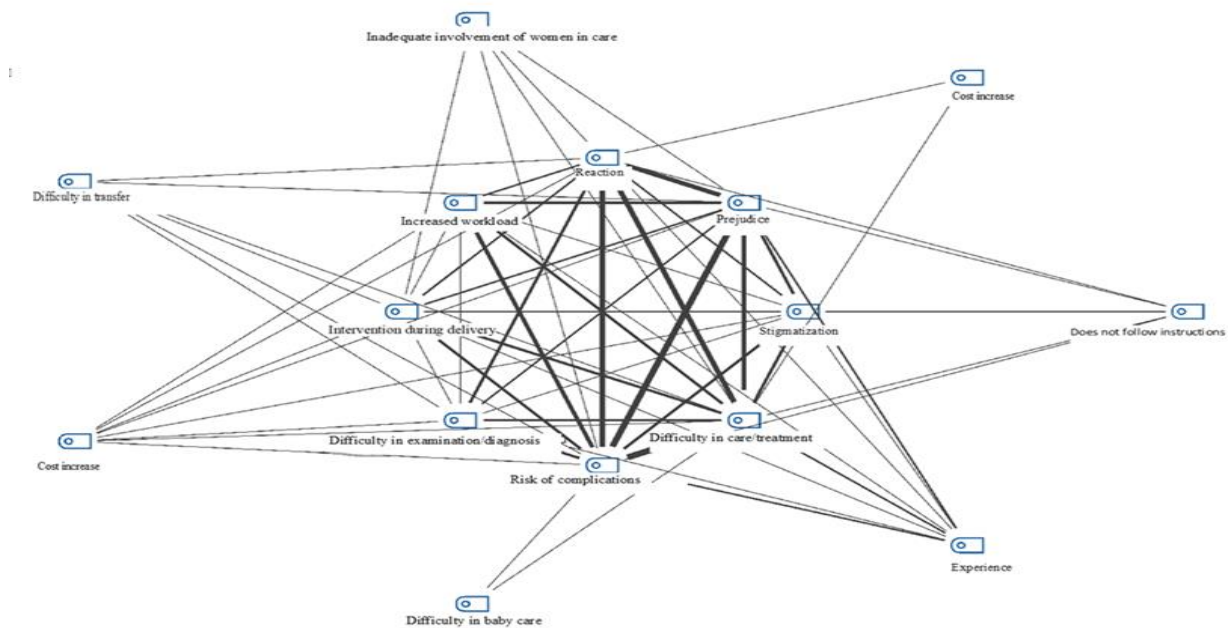 Inadequate involvement of women in care
Cost increase
Reaction
Difficulty in transfer
Increased workload
Prejudice
Intervention during delivery
Stigmatization
Does not follow instructions
Difficulty in examination/diagnosis
Difficulty in care/treatment
Cost increase
Risk of complications
Experience
Difficulty in baby care